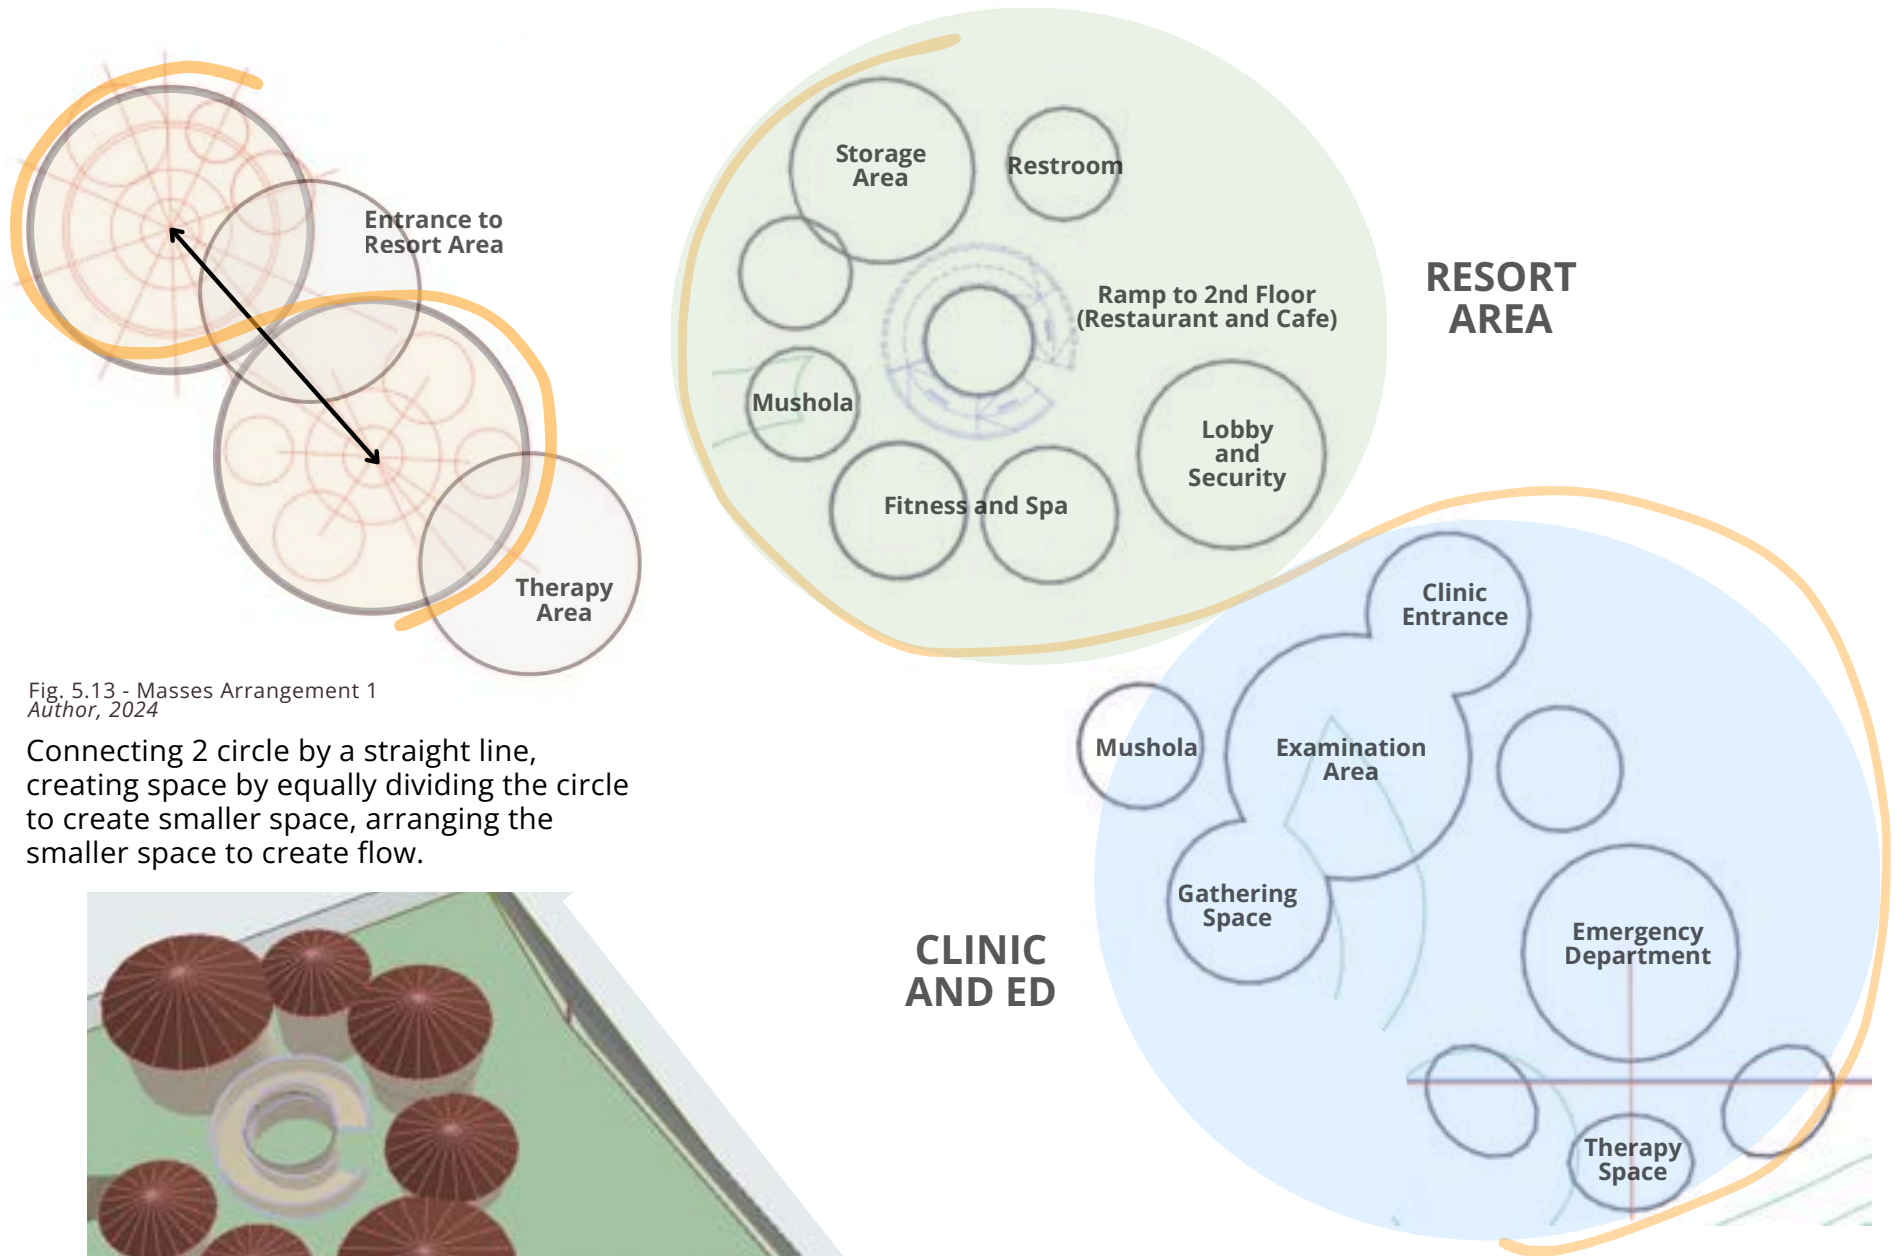 Entrance to
Resort Area
Therapy
Area
Fig. 5.13 - Masses Arrangement 1
Author, 2024
Connecting 2 circle by a straight line,
creating space by equally dividing the circle
to create smaller space, arranging the
smaller space to create flow.
Storage
Area
Restroom
Ramp to 2nd Floor
(Restaurant and Cafe)
Mushola
Lobby
and
Security
Fitness and Spa
RESORT
AREA
Clinic
Entrance
Mushola
Examination
Area
Gathering
Space
Emergency
Department
Therapy
Space
CLINIC
AND ED